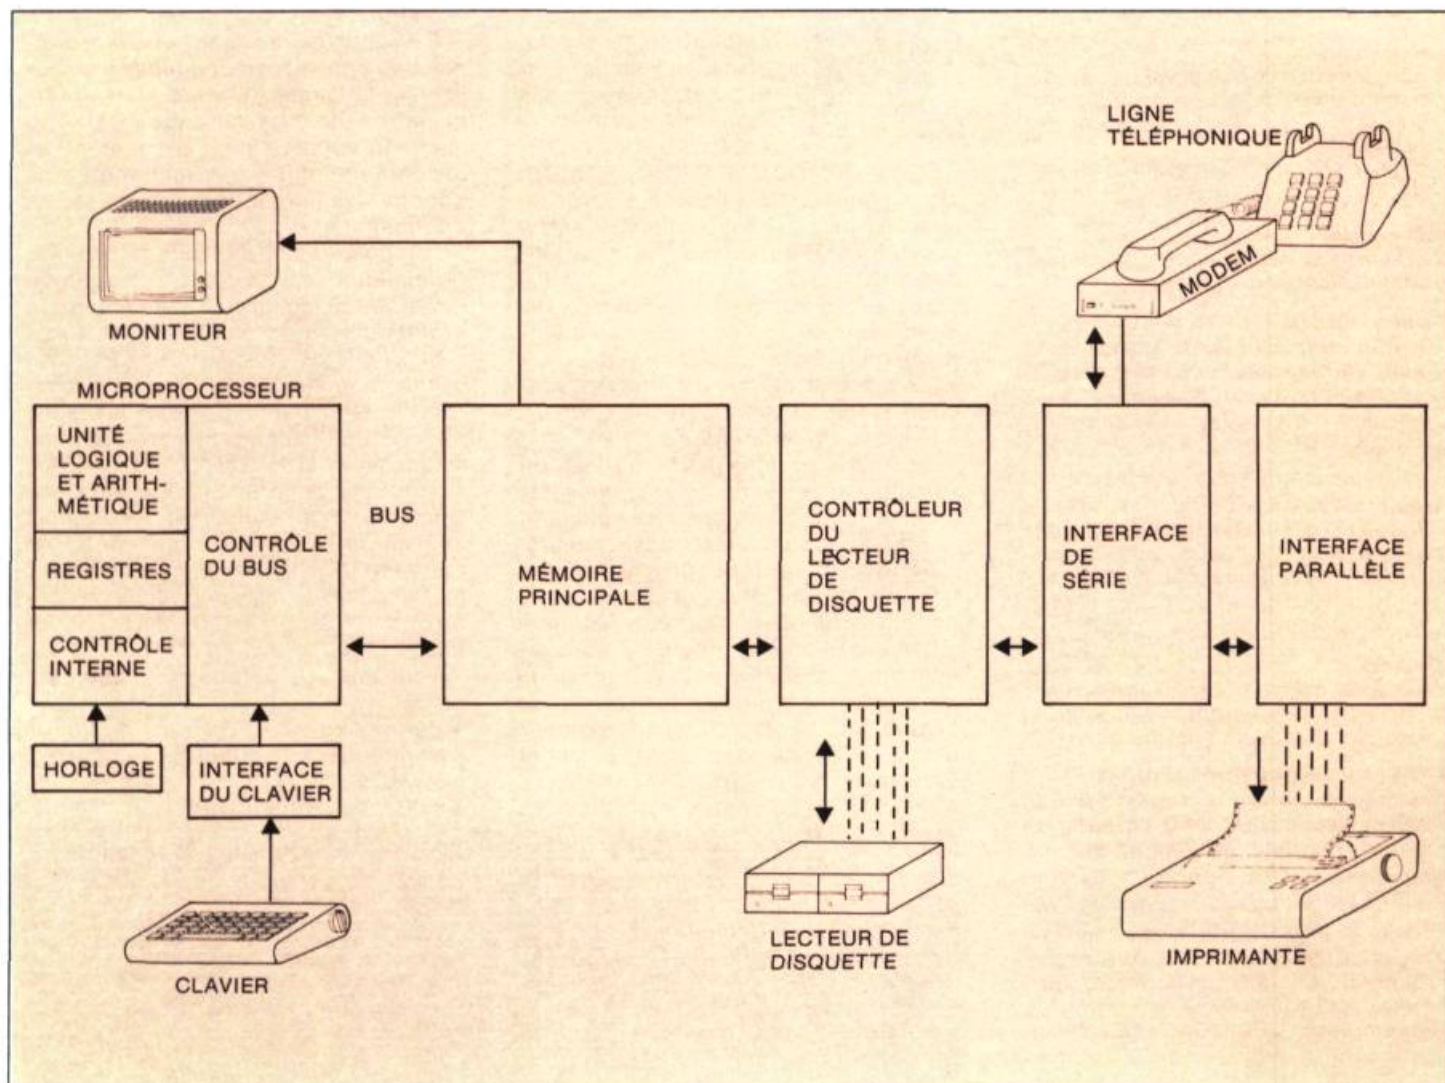 LIGNE
TÉLÉPHONIQUE
MODEM
MONITEUR
MICROPROCESSEUR
UNITÉ
LOGIQUE
ET ARITH-
MÉTIQUE
REGISTRES
CONTRÔLE
INTERNE
CONTRÔLE
DU BUS
BUS
MÉMOIRE
PRINCIPALE
CONTRÔLEUR
DU
LECTEUR
DE
DISQUETTE
INTERFACE
DE
SÉRIE
INTERFACE
PARALLÈLE
HORLOGE
INTERFACE
DU CLAVIER
CLAVIER
LECTEUR DE
DISQUETTE
IMPRIMANTE